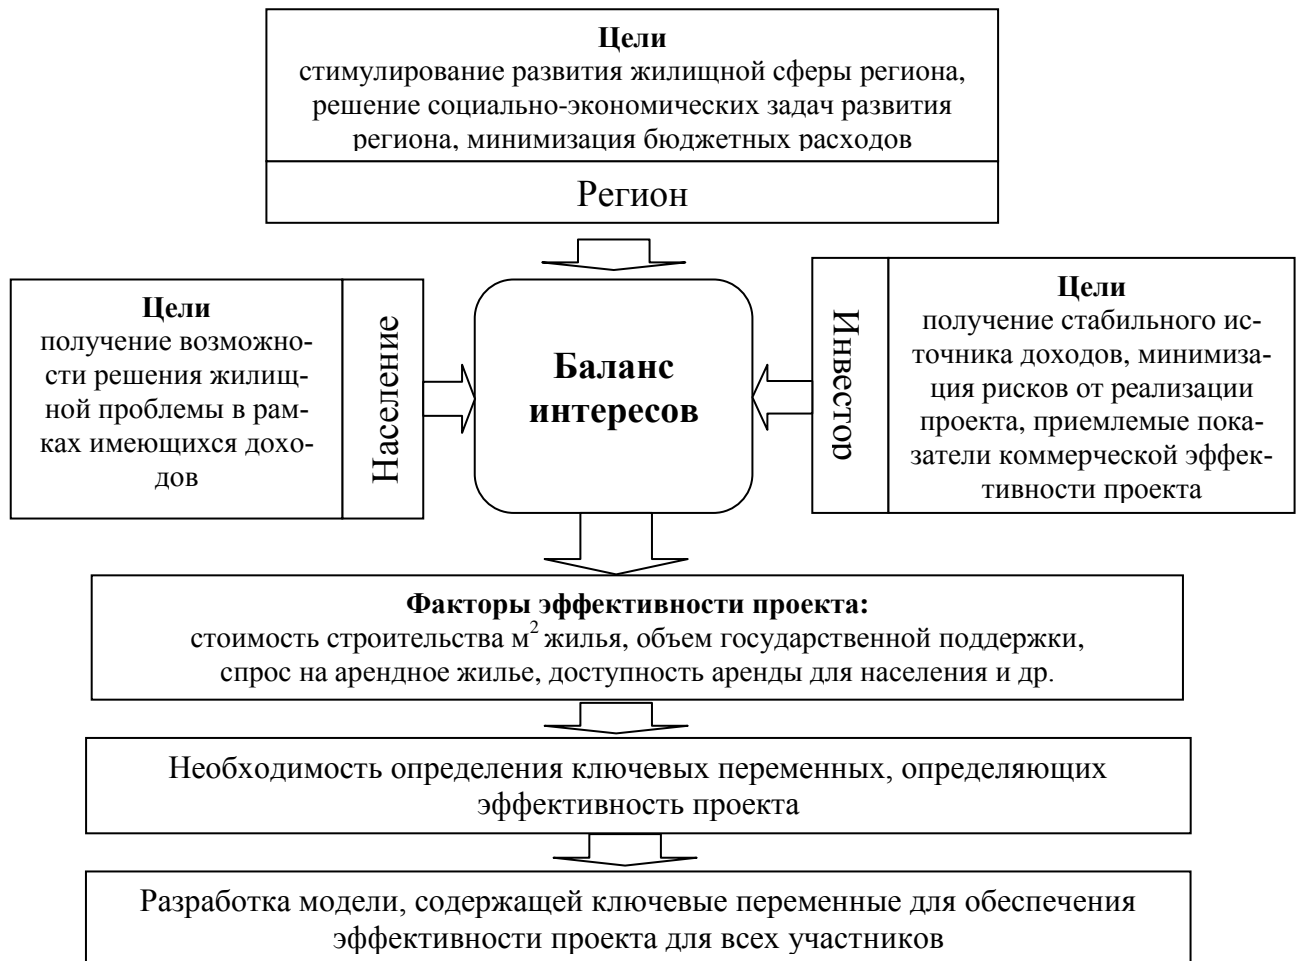 Цели
стимулирование развития жилищной сферы региона,
решение социально-экономических задач развития
региона, минимизация бюджетных расходов
Регион
Цели
получение возможно-
сти решения жилищ-
ной проблемы в рам-
ках имеющихся дохо-
дов
Население
Баланс
интересов
Инвестор
Цели
получение стабильного ис-
точника доходов, минимиза-
ция рисков от реализации
проекта, приемлемые пока-
затели коммерческой эффек-
тивности проекта
Факторы эффективности проекта:
стоимость строительства м² жилья, объем государственной поддержки,
спрос на арендное жилье, доступность аренды для населения и др.
Необходимость определения ключевых переменных, определяющих
эффективность проекта
Разработка модели, содержащей ключевые переменные для обеспечения
эффективности проекта для всех участников